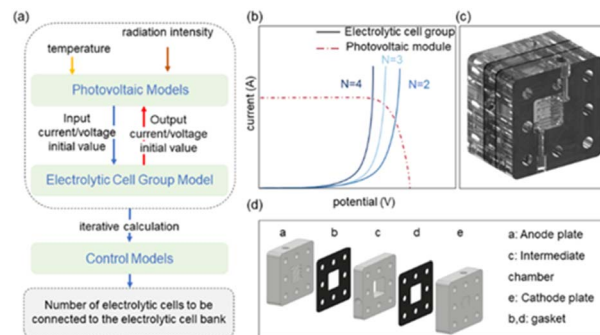 (a)
temperature
radiation intensity
Photovoltaic Models
Input
current/voltage
initial value
Output
current/voltage
initial value
Electrolytic Cell Group Model
iterative calculation
Control Models
Number of electrolytic cells to be
connected to the electrolytic cell bank
(b)
Electrolytic cell group
Photovoltaic module
N=4
N=3
N=2
current (A)
potential (V)
(c)
(d)
a
b
c
d
e
a: Anode plate
c: Intermediate
chamber
e: Cathode plate
b,d: gasket